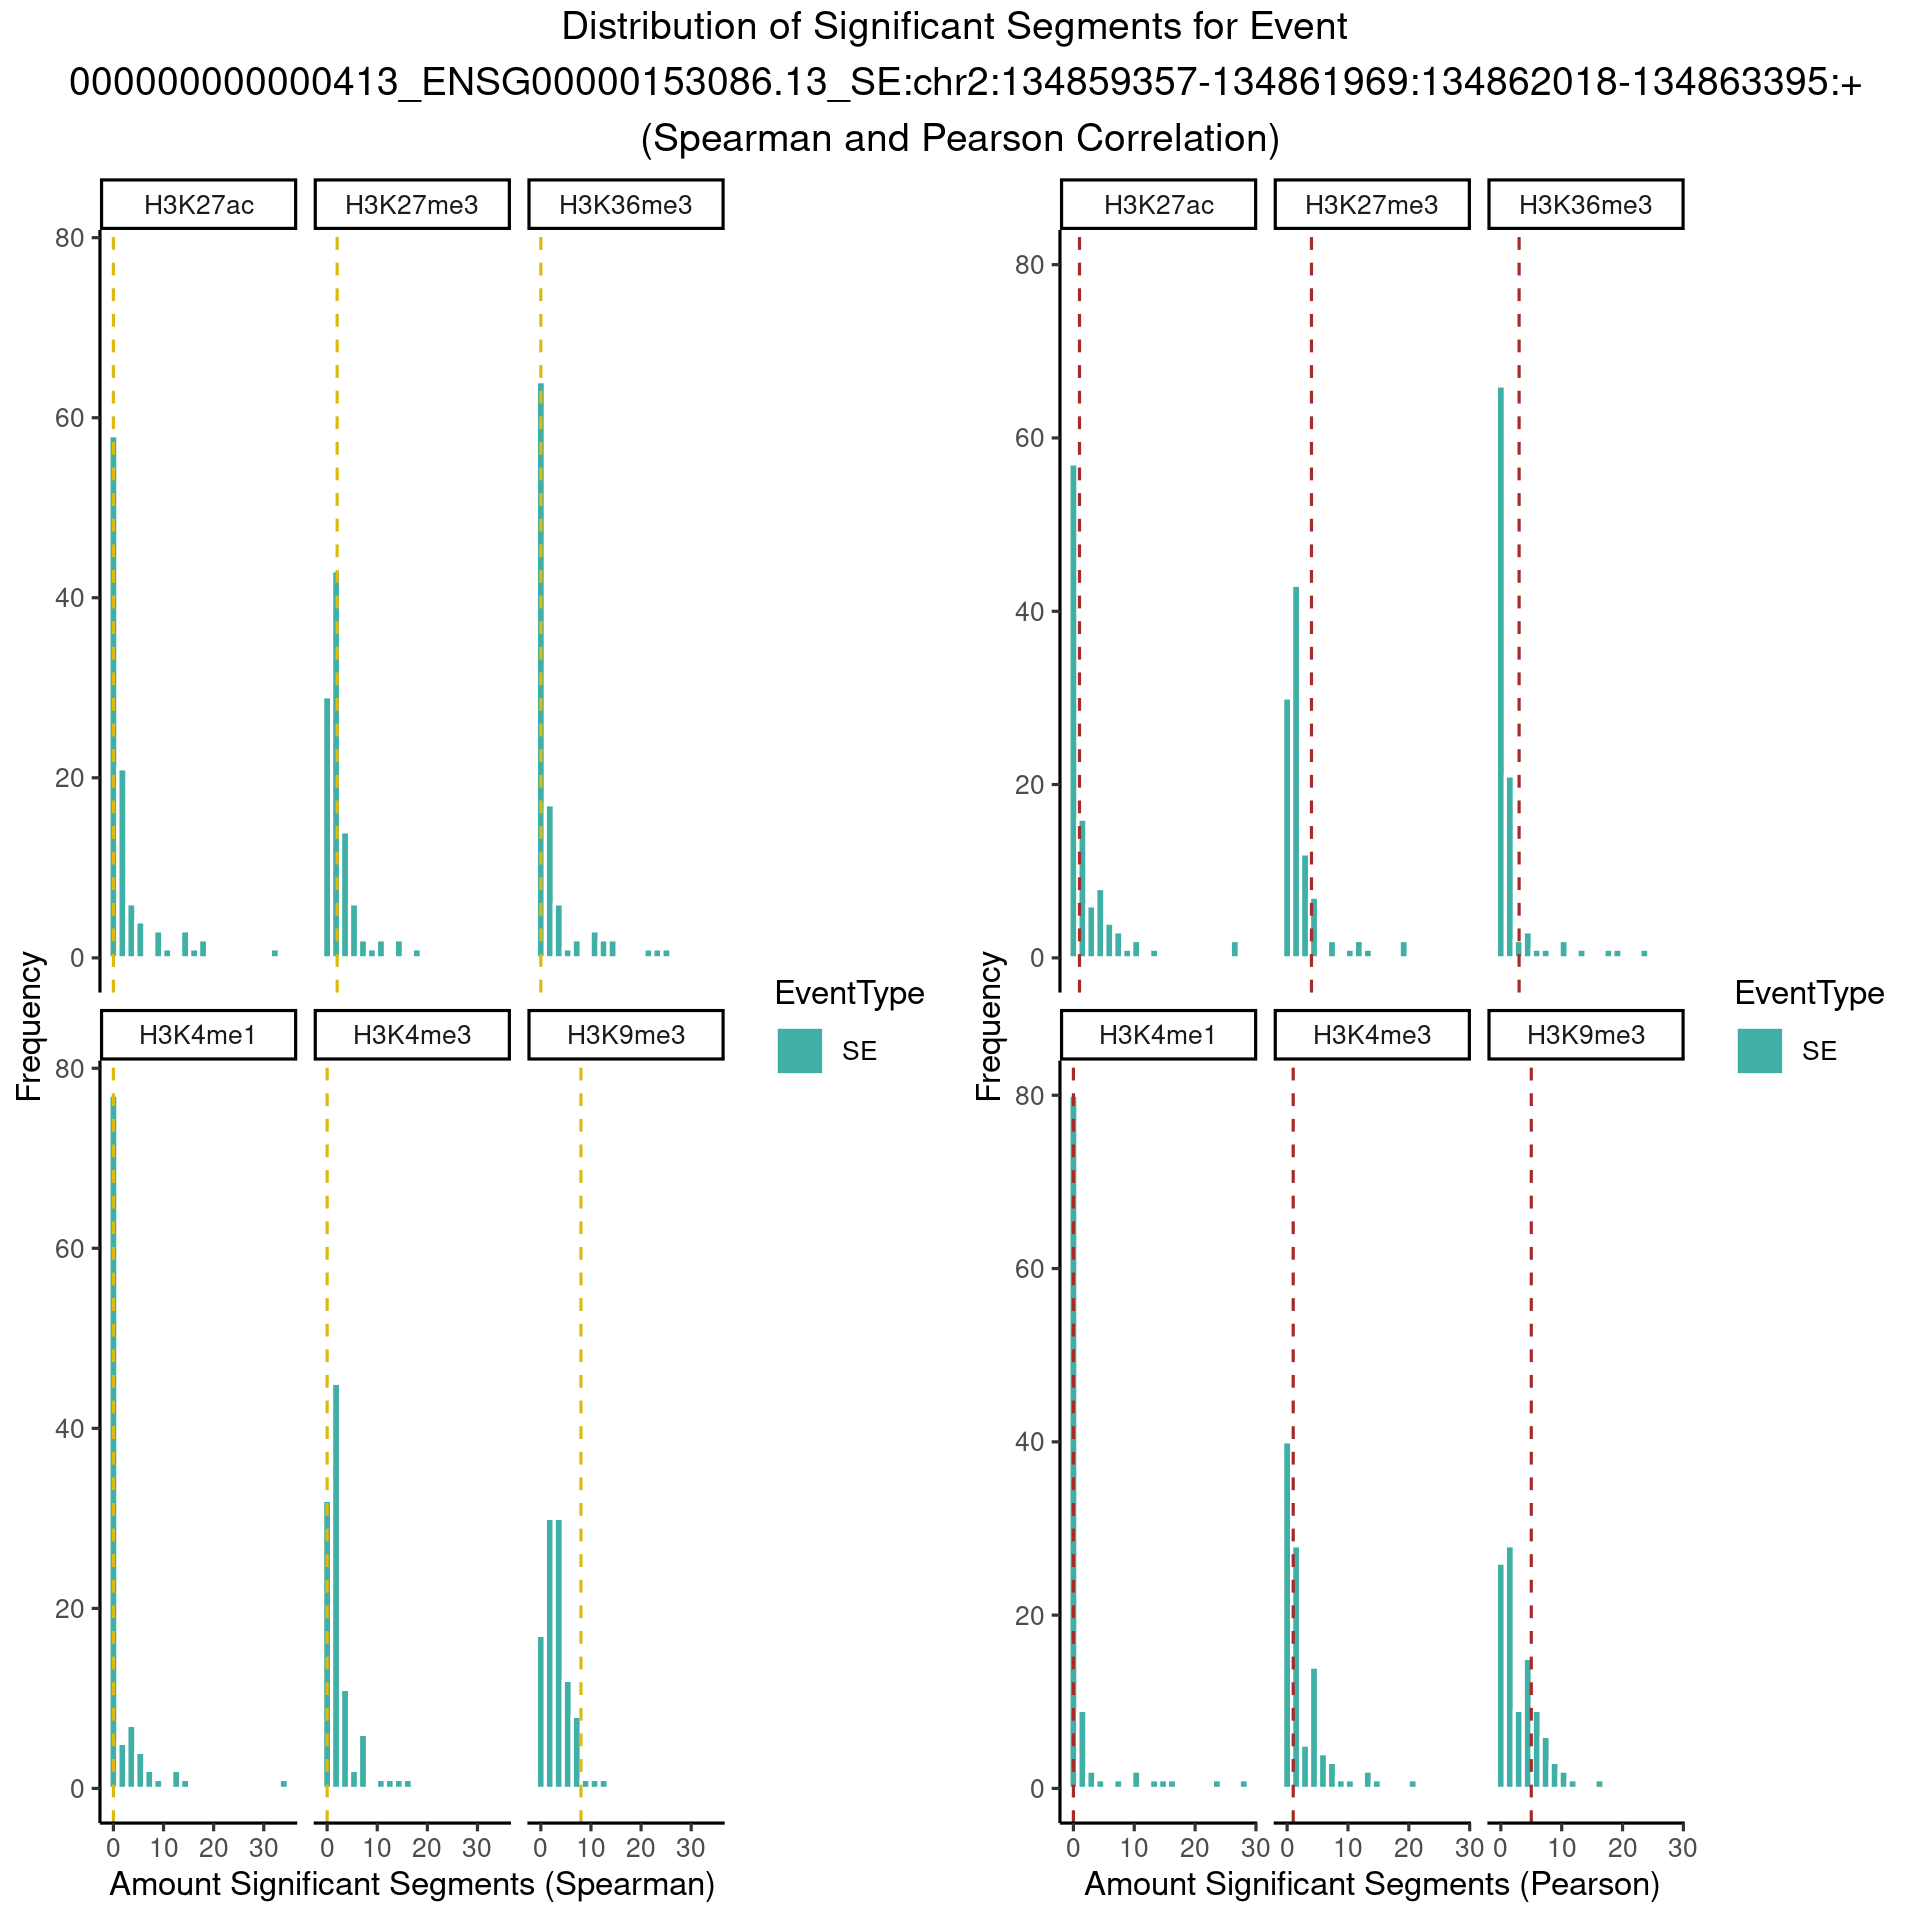 Distribution of Significant Segments for Event
000000000000413_ENSG00000153086.13_SE:chr2:134859357-134861969:134862018-134863395:+
(Spearman and Pearson Correlation)
H3K27ac
H3K27me3
H3K36me3
80
60
40
20
0
H3K4me1
H3K4me3
H3K9me3
80
60
40
20
0
0 10 20 30
0 10 20 30
0 10 20 30
Frequency
Amount Significant Segments (Spearman)
EventType
SE
H3K27ac
H3K27me3
H3K36me3
80
60
40
20
0
H3K4me1
H3K4me3
H3K9me3
80
60
40
20
0
0 10 20 30
0 10 20 30
0 10 20 30
Frequency
Amount Significant Segments (Pearson)
EventType
SE